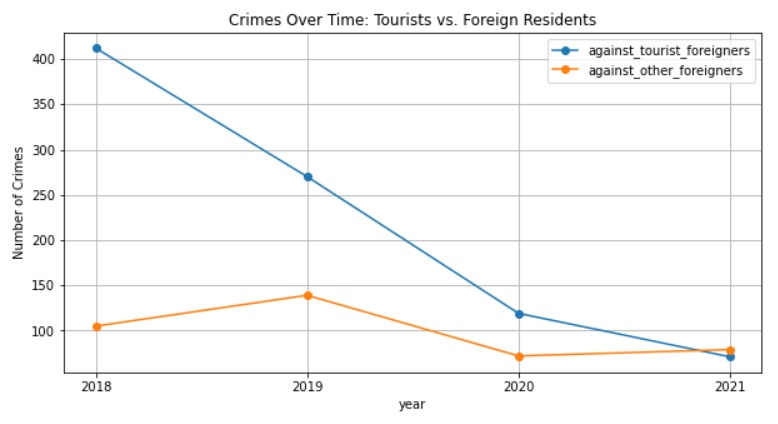 Crimes Over Time: Tourists vs. Foreign Residents
against_tourist_foreigners
against_other_foreigners
Number of Crimes
400
350
300
250
200
150
100
2018 2019 2020 2021
year